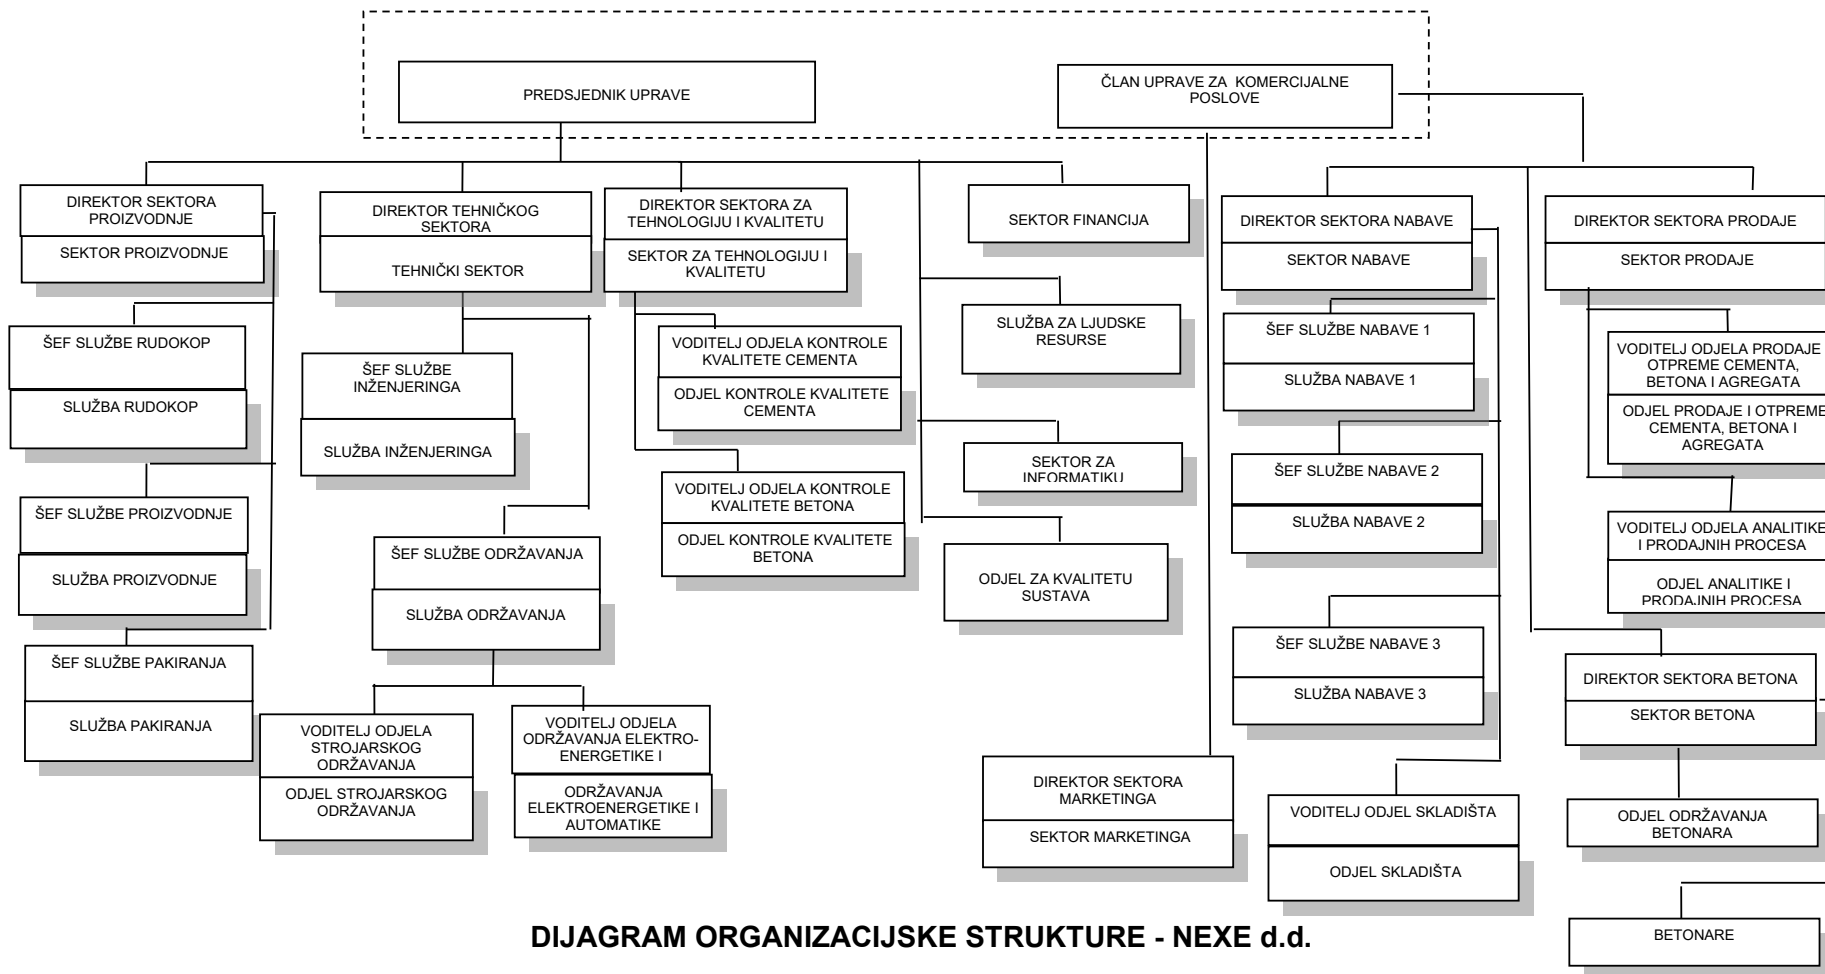 PREDSJEDNIK UPRAVE
ČLAN UPRAVE ZA KOMERCIJALNE
POSLOVE
DIREKTOR SEKTORA
PROIZVODNJE
SEKTOR PROIZVODNJE
ŠEF SLUŽBE RUDOKOP
SLUŽBA RUDOKOP
ŠEF SLUŽBE PROIZVODNJE
SLUŽBA PROIZVODNJE
ŠEF SLUŽBE PAKIRANJA
SLUŽBA PAKIRANJA
DIREKTOR TEHNIČKOG
SEKTORA
TEHNIČKI SEKTOR
ŠEF SLUŽBE
INŽENJERINGA
SLUŽBA INŽENJERINGA
ŠEF SLUŽBE ODRŽAVANJA
SLUŽBA ODRŽAVANJA
VODITELJ ODJELA
STROJARSKOG
ODRŽAVANJA
ODJEL STROJARSKOG
ODRŽAVANJA
VODITELJ ODJELA
ODRŽAVANJA ELEKTRO-
ENERGETIKE I
ODRŽAVANJA
ELEKTROENERGETIKE I
AUTOMATIKE
DIREKTOR SEKTORA ZA
TEHNOLOGIJU I KVALITETU
SEKTOR ZA TEHNOLOGIJU I
KVALITETU
VODITELJ ODJELA KONTROLE
KVALITETE CEMENTA
ODJEL KONTROLE KVALITETE
CEMENTA
VODITELJ ODJELA KONTROLE
KVALITETE BETONA
ODJEL KONTROLE KVALITETE
BETONA
SEKTOR FINANCIJA
SLUŽBA ZA LJUDSKE
RESURSE
SEKTOR ZA
INFORMATIKU
ODJEL ZA KVALITETU
SUSTAVA
DIREKTOR SEKTORA
MARKETINGA
SEKTOR MARKETINGA
DIREKTOR SEKTORA NABAVE
SEKTOR NABAVE
ŠEF SLUŽBE NABAVE 1
SLUŽBA NABAVE 1
ŠEF SLUŽBE NABAVE 2
SLUŽBA NABAVE 2
ŠEF SLUŽBE NABAVE 3
SLUŽBA NABAVE 3
VODITELJ ODJEL SKLADIŠTA
ODJEL SKLADIŠTA
DIREKTOR SEKTORA PRODAJE
SEKTOR PRODAJE
VODITELJ ODJELA PRODAJE
OTPREME CEMENTA,
BETONA I AGREGATA
ODJEL PRODAJE I OTPREME
CEMENTA, BETONA I
AGREGATA
VODITELJ ODJELA ANALITIKE
I PRODAJNIH PROCESA
ODJEL ANALITIKE I
PRODAJNIH PROCESA
DIREKTOR SEKTORA BETONA
SEKTOR BETONA
ODJEL ODRŽAVANJA
BETONARA
BETONARE
DIJAGRAM ORGANIZACIJSKE STRUKTURE - NEXE d.d.